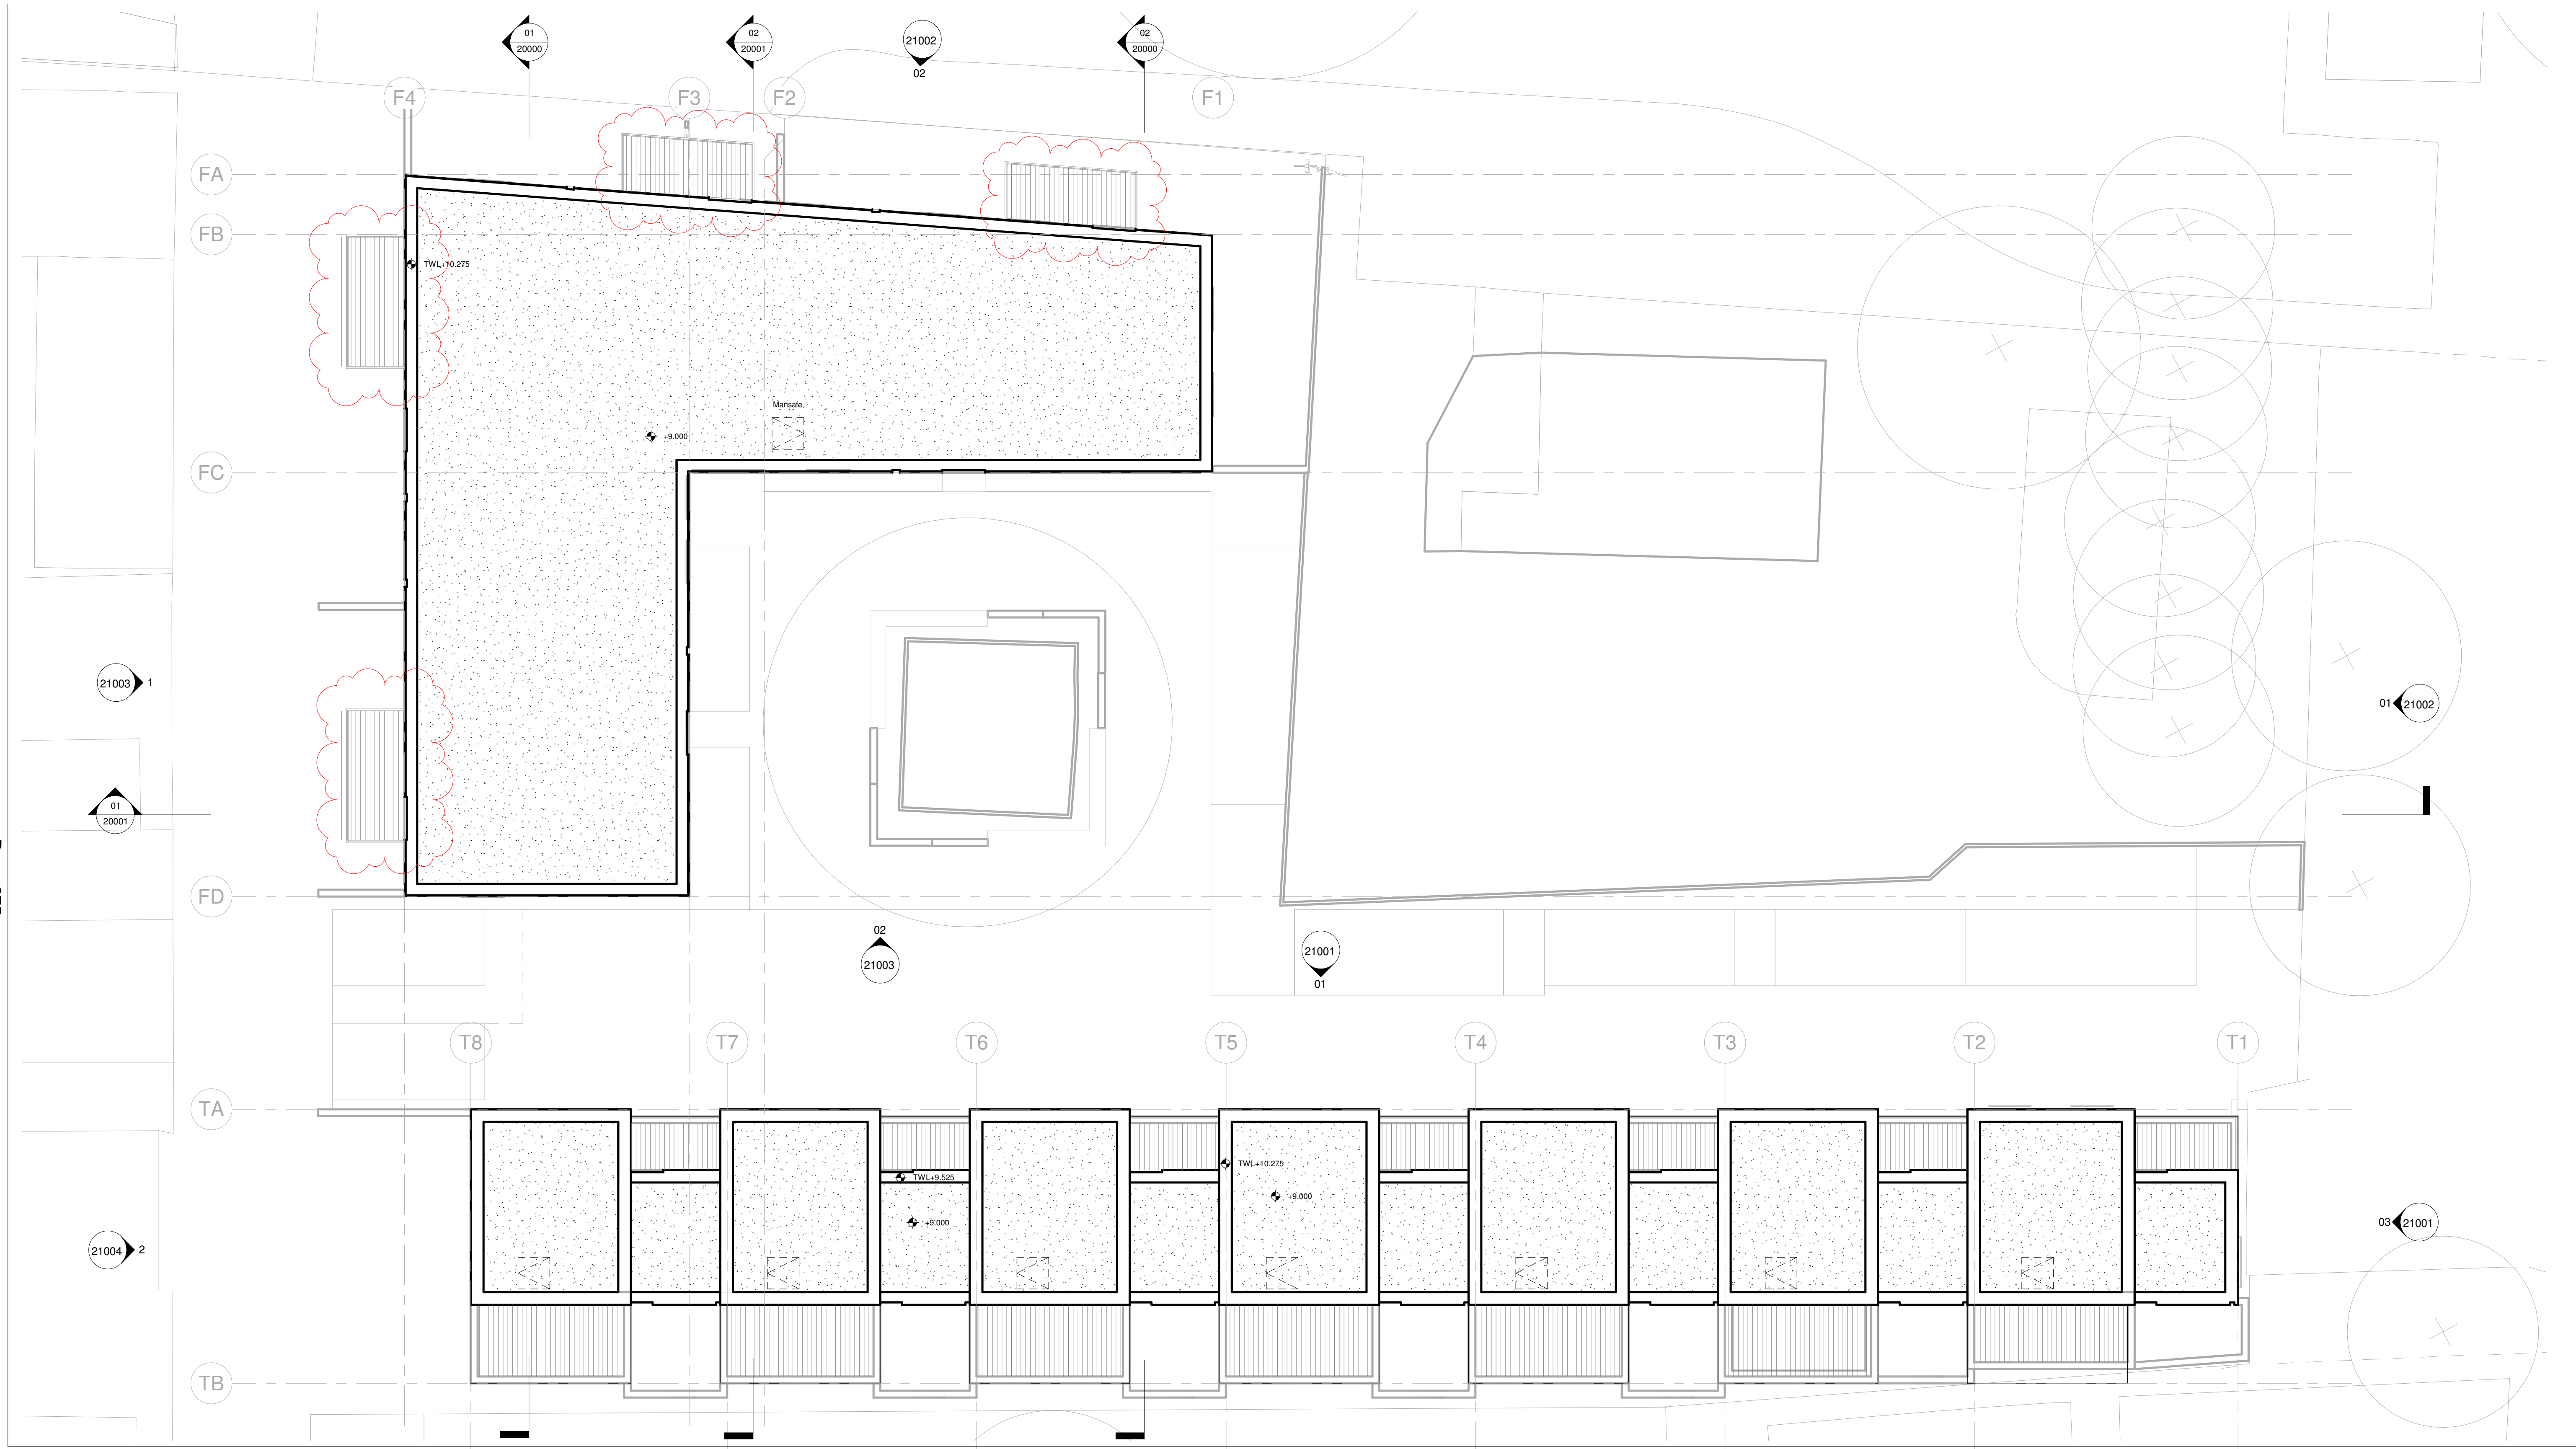 01
20000
02
20001
21002
02
02
20000
F4
F3
F2
F1
FA
FB
TWL+10.275
Mansafe
+9.000
FC
21003
1
01
21002
01
20001
FD
02
21003
21001
01
T8
T7
T6
T5
T4
T3
T2
T1
TA
TWL+10.275
TWL+9.525
+9.000
+9.000
03
21001
21004
2
TB